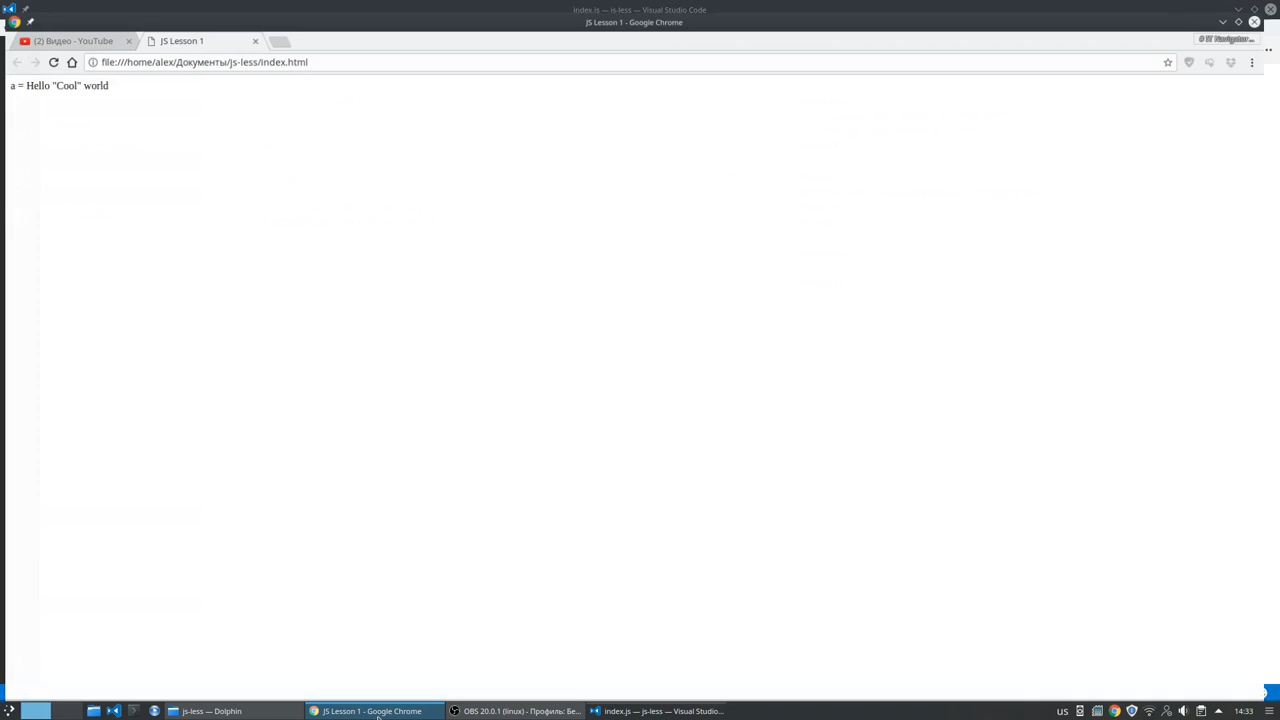 index.js — js-less — Visual Studio Code
JS Lesson 1 - Google Chrome
(2) Видео - YouTube
JS Lesson 1
# IT Navigator...
file:///home/alex/Документы/js-less/index.html
a = Hello "Cool" world
js-less — Dolphin
JS Lesson 1 - Google Chrome
OBS 20.0.1 (linux) - Профиль: Бе...
index.js — js-less — Visual Studio...
US
14:33